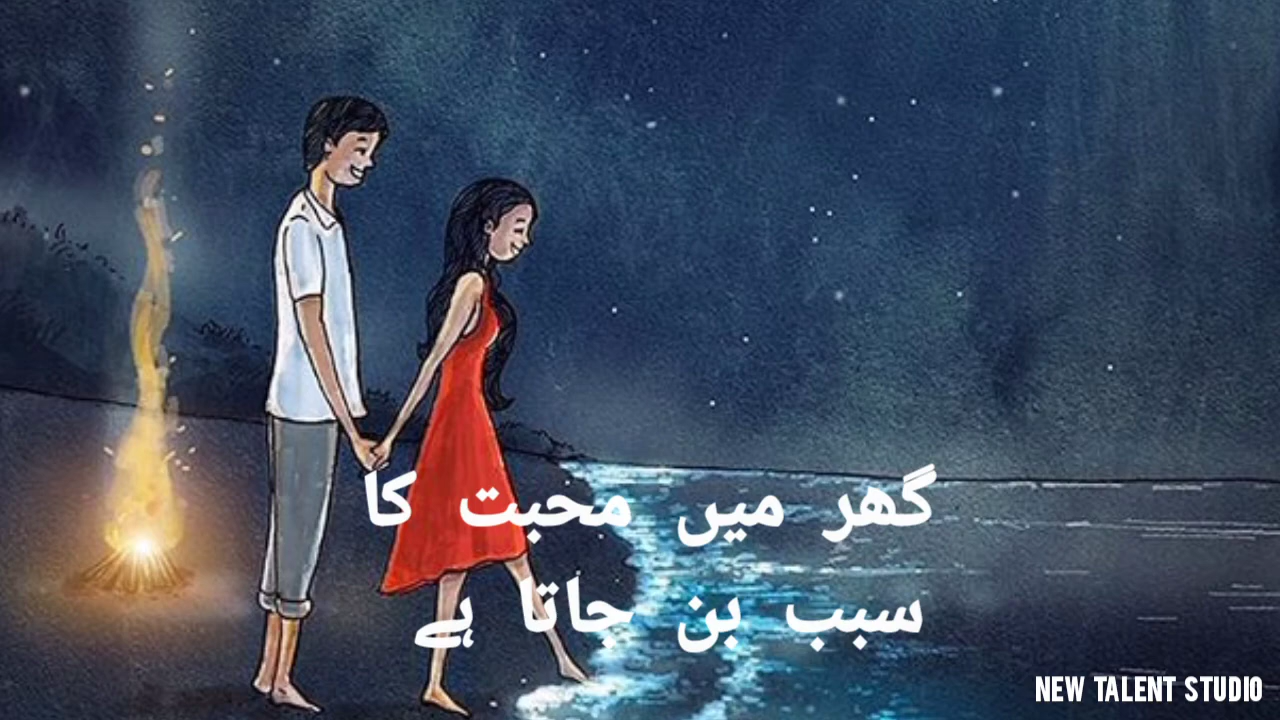 گھر میں محبت کا
سبب بن جاتا ہے
NEW TALENT STUDIO